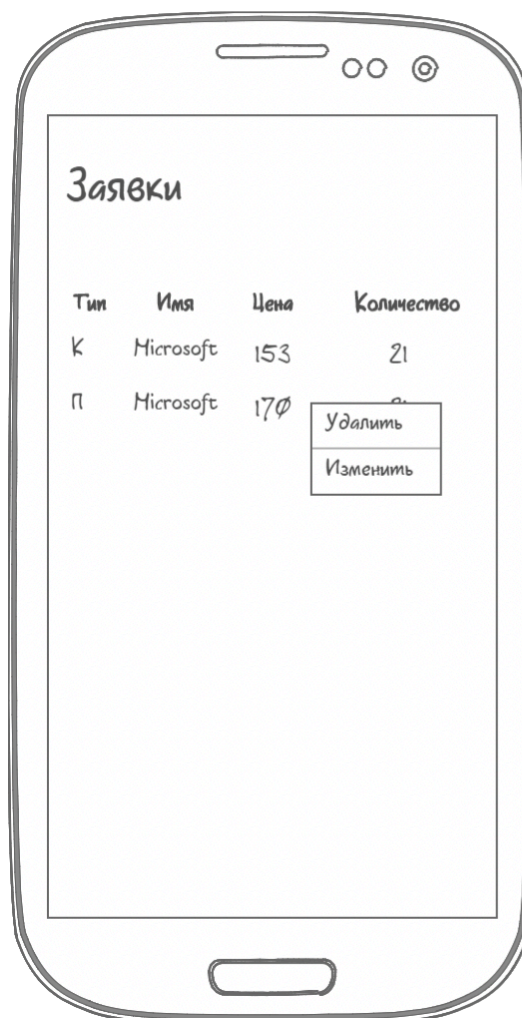 Заявки
Тип Имя Цена Количество
К Microsoft 153 21
П Microsoft 170
Удалить
Изменить